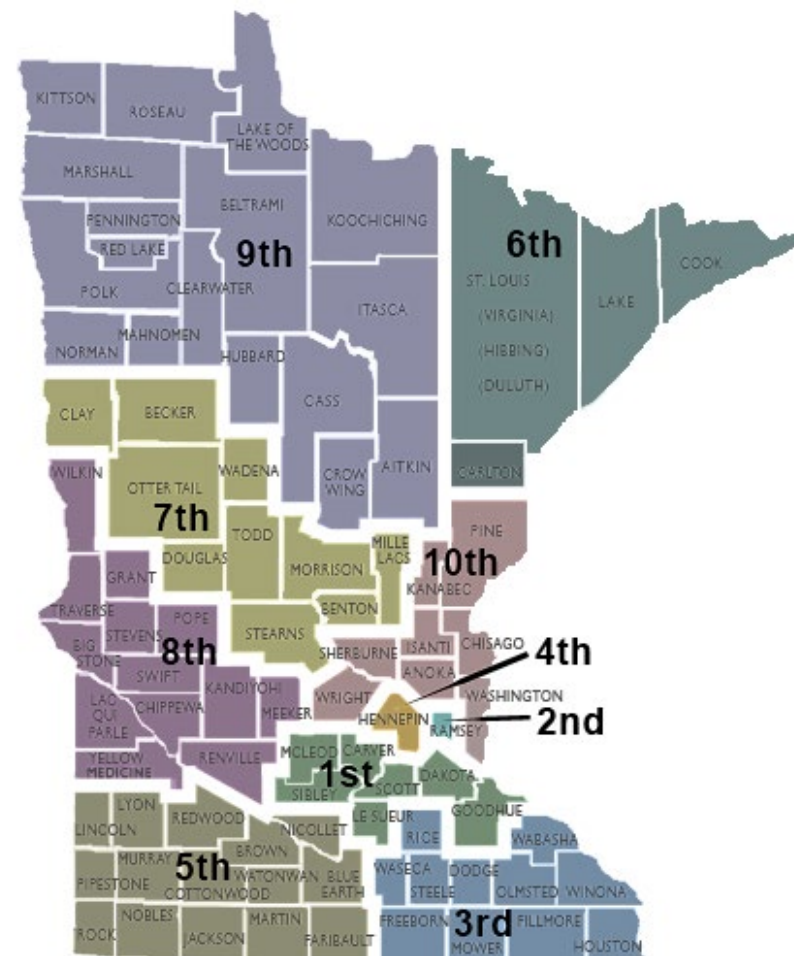 KITTSON
ROSEAU
LAKE OF
THE WOODS
MARSHALL
BELTRAMI
KOOCHICHING
PENNINGTON
RED LAKE
9th
6th
COOK
POLK
CLEARWATER
ST. LOUIS
LAKE
ITASCA
(VIRGINIA)
MAHNOMEN
NORMAN
HUBBARD
(HIBBING)
(DULUTH)
CASS
CLAY
BECKER
WILKIN
WADENA
CROW
WING
AITKIN
CARLTON
OTTER TAIL
7th
TODD
PINE
MILLE
LACS
10th
DOUGLAS
MORRISON
GRANT
KANABEC
TRAVERSE
STEVENS
POPE
BENTON
BIG
STONE
8th
STEARNS
ISANTI
CHISAGO
SHERBURNE
4th
SWIFT
ANOKA
KANDIYOHI
WRIGHT
WASHINGTON
LAC
QUI
PARLE
CHIPPEWA
MEEKER
HENNEPIN
RAMSEY
2nd
YELLOW
MEDICINE
RENVILLE
MCLEOD
CARVER
1st
SCOTT
DAKOTA
SIBLEY
LYON
REDWOOD
LE SUEUR
GOODHUE
LINCOLN
NICOLLET
RICE
WABASHA
MURRAY
BROWN
5th
WATONWAN
BLUE
EARTH
WASECA
DODGE
PIPESTONE
COTTONWOOD
STEELE
OLMSTED
WINONA
NOBLES
MARTIN
FREEBORN
3rd
FILLMORE
ROCK
JACKSON
FARIBAULT
MOWER
HOUSTON